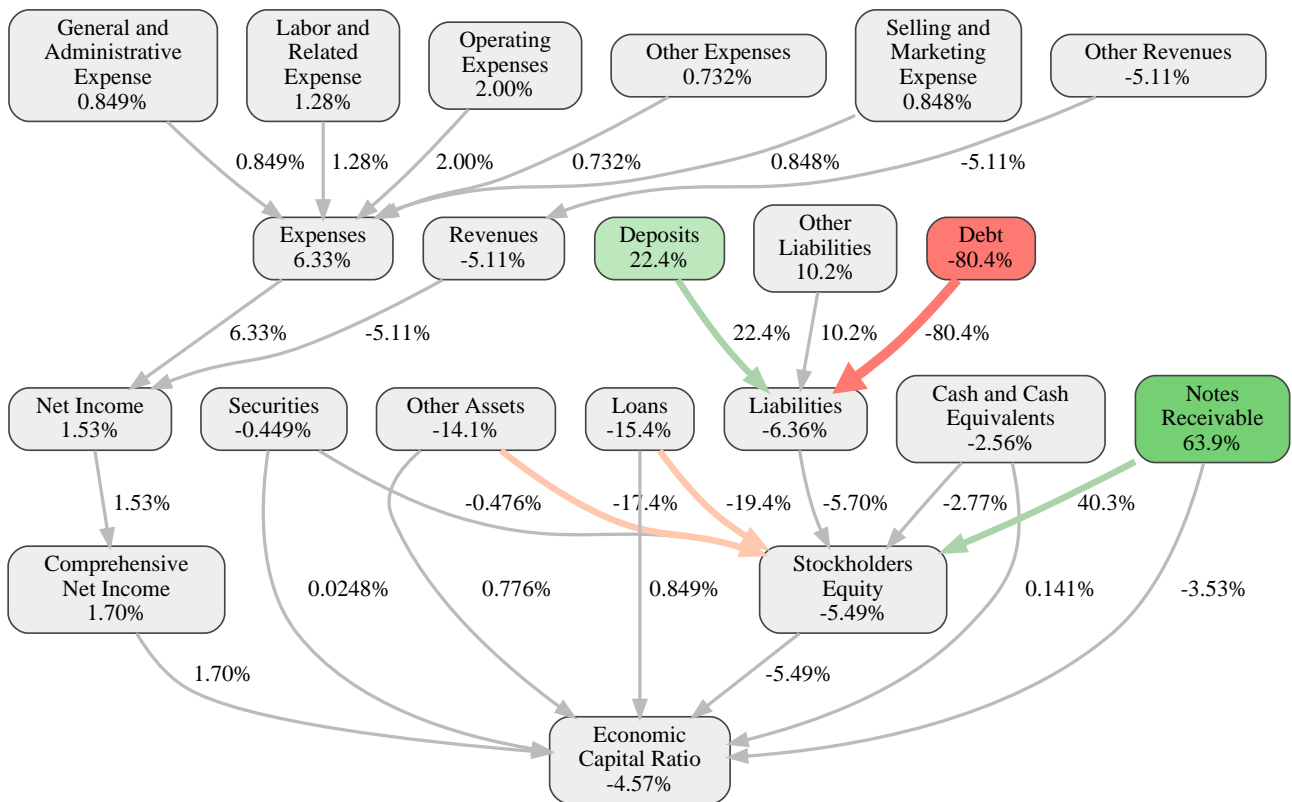 General and
Administrative
Expense
0.849%
Labor and
Related
Expense
1.28%
Operating
Expenses
2.00%
Other Expenses
0.732%
Selling and
Marketing
Expense
0.848%
Other Revenues
-5.11%
0.849%
1.28%
2.00%
0.732%
0.848%
-5.11%
Expenses
6.33%
Revenues
-5.11%
Deposits
22.4%
Other
Liabilities
10.2%
Debt
-80.4%
6.33%
-5.11%
22.4%
10.2%
-80.4%
Net Income
1.53%
Securities
-0.449%
Other Assets
-14.1%
Loans
-15.4%
Liabilities
-6.36%
Cash and Cash
Equivalents
-2.56%
Notes
Receivable
63.9%
1.53%
-0.476%
-17.4%
-19.4%
-5.70%
-2.77%
40.3%
Comprehensive
Net Income
1.70%
0.0248%
0.776%
0.849%
Stockholders
Equity
-5.49%
0.141%
-3.53%
1.70%
-5.49%
Economic
Capital Ratio
-4.57%